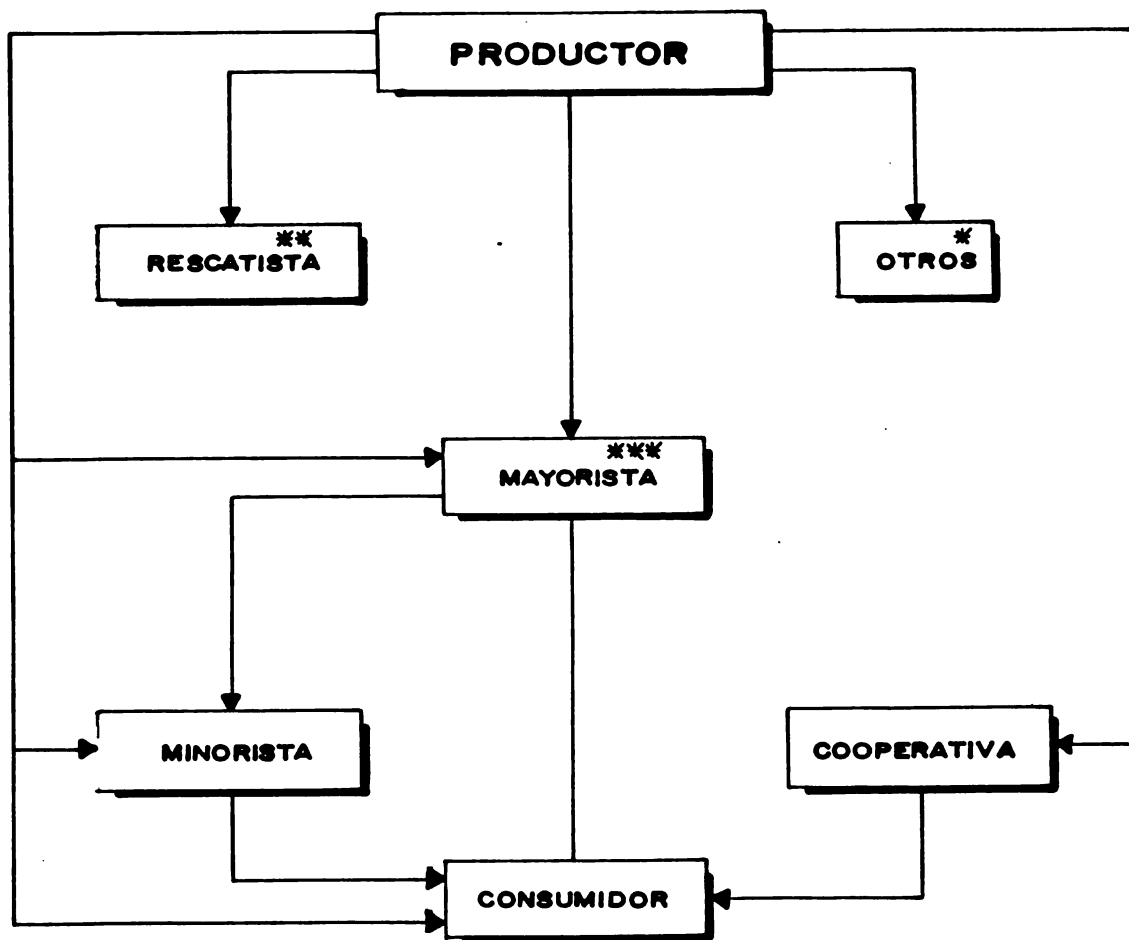 PRODUCTOR
**
RESCATISTA
*
OTROS
***
MAYORISTA
MINORISTA
COOPERATIVA
CONSUMIDOR